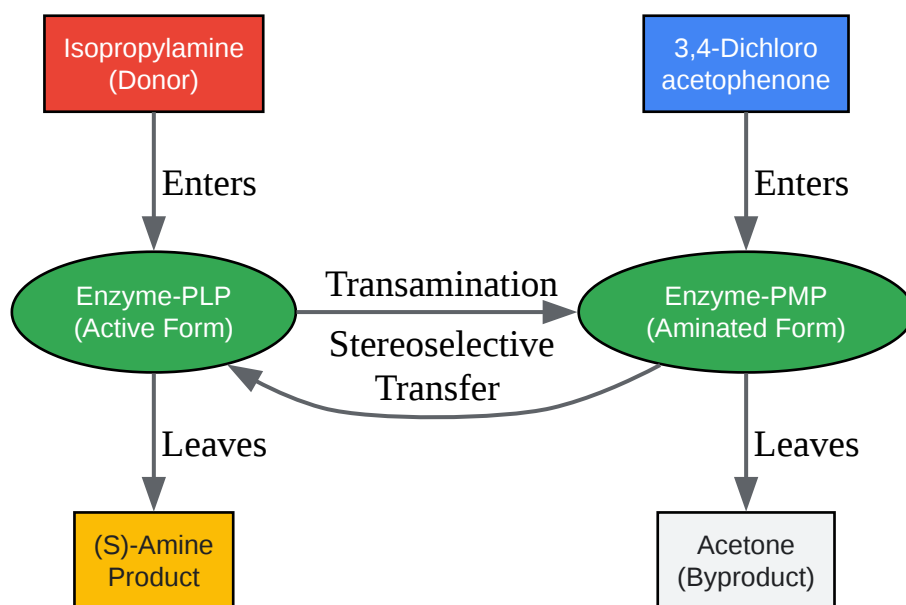 Isopropylamine
(Donor)
3,4-Dichloro
acetophenone
Enters
Enters
Enzyme-PLP
(Active Form)
Transamination
Enzyme-PMP
(Aminated Form)
Stereoselective
Transfer
Leaves
Leaves
(S)-Amine
Product
Acetone
(Byproduct)